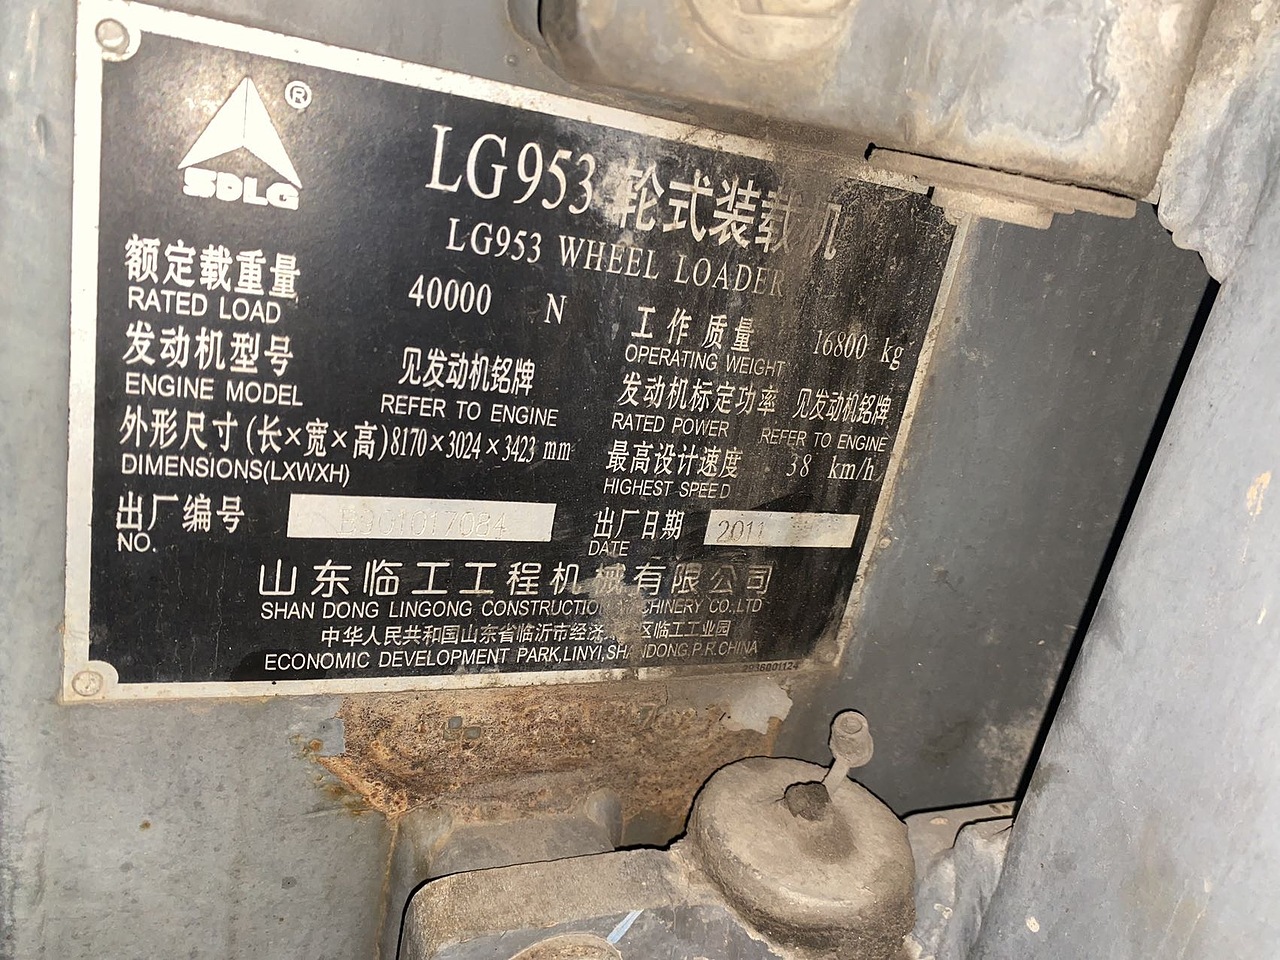 ®
SDLG
LG953 轮式装载机
LG953 WHEEL LOADER
额定载重量 40000 N
RATED LOAD
工作质量 16800 kg
OPERATING WEIGHT
发动机型号 见发动机铭牌
ENGINE MODEL REFER TO ENGINE
发动机标定功率 见发动机铭牌
RATED POWER REFER TO ENGINE
外形尺寸(长×宽×高)8170×3024×3423 mm
DIMENSIONS(LXWXH)
最高设计速度 38 km/h
HIGHEST SPEED
出厂编号 E901017084
NO.
出厂日期 2011
DATE
山东临工工程机械有限公司
SHAN DONG LINGONG CONSTRUCTION MACHINERY CO.,LTD
中华人民共和国山东省临沂市经济 区临工工业园
ECONOMIC DEVELOPMENT PARK,LINYI,SHANDONG,P.R.CHINA
2936001124